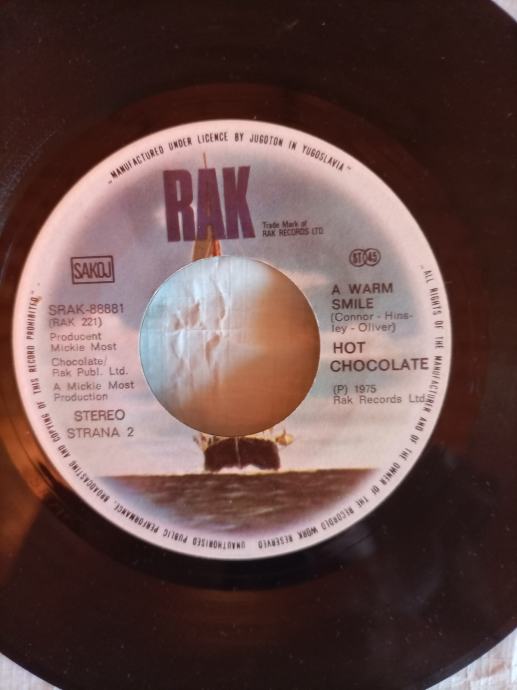 "MANUFACTURED UNDER LICENCE BY JUGOTON IN YUGOSLAVIA"
RAK
Trade Mark of
RAK RECORDS LTD
SAKOJ
ST 45
SRAK-88881
(RAK 221)
Producent
Mickie Most
Chocolate/
Rak Publ. Ltd.
A Mickie Most
Production
STEREO
STRANA 2
A WARM
SMILE
(Connor - Hins-
ley - Oliver)
HOT
CHOCOLATE
(P) 1975
Rak Records Ltd.
ALL RIGHTS OF THE MANUFACTURER AND OF THE OWNER OF THE RECORDED WORK RESERVED UNAUTHORISED PUBLIC PERFORMANCE, BROADCASTING AND COPYING OF THIS RECORD PROHIBITED